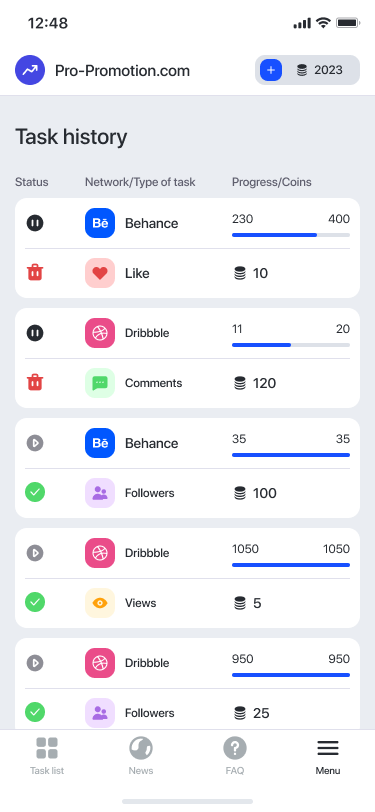 12:48
Pro-Promotion.com
2023
Task history
Status Network/Type of task Progress/Coins
Bē Behance 230 400
Like 10
Dribbble 11 20
Comments 120
Bē Behance 35 35
Followers 100
Dribbble 1050 1050
Views 5
Dribbble 950 950
Followers 25
Task list News FAQ Menu